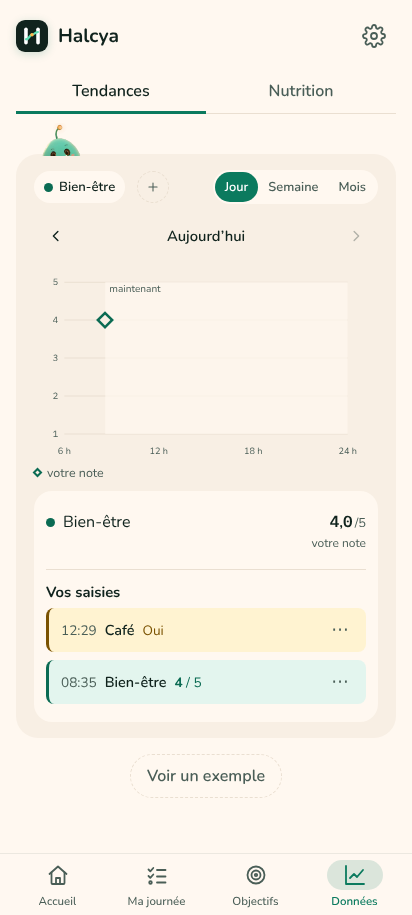 Halcya
Tendances Nutrition
Bien-être + Jour Semaine Mois
Aujourd'hui
5
maintenant
4
3
2
1
6 h 12 h 18 h 24 h
votre note
Bien-être 4,0 /5
votre note
Vos saisies
12:29 Café Oui ...
08:35 Bien-être 4 / 5 ...
Voir un exemple
Accueil Ma journée Objectifs Données